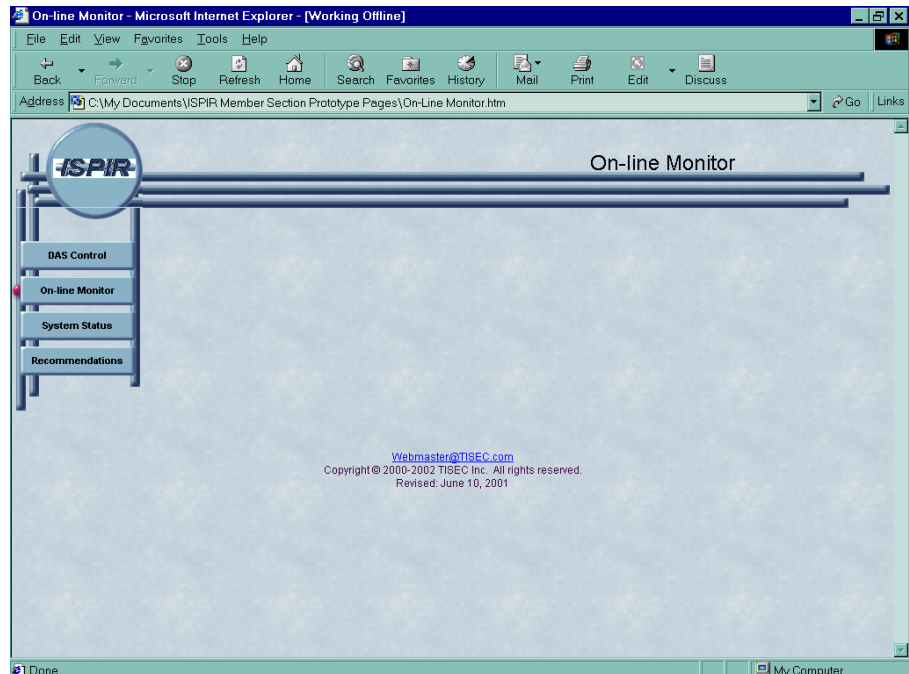 On-line Monitor - Microsoft Internet Explorer - [Working Offline]
File Edit View Favorites Tools Help
Back Forward Stop Refresh Home Search Favorites History Mail Print Edit Discuss
Address C:\My Documents\ISPIR Member Section Prototype Pages\On-Line Monitor.htm Go Links
ISPIR
On-line Monitor
DAS Control
On-line Monitor
System Status
Recommendations
Webmaster@TISEC.com
Copyright © 2000-2002 TISEC Inc. All rights reserved.
Revised: June 10, 2001
Done My Computer